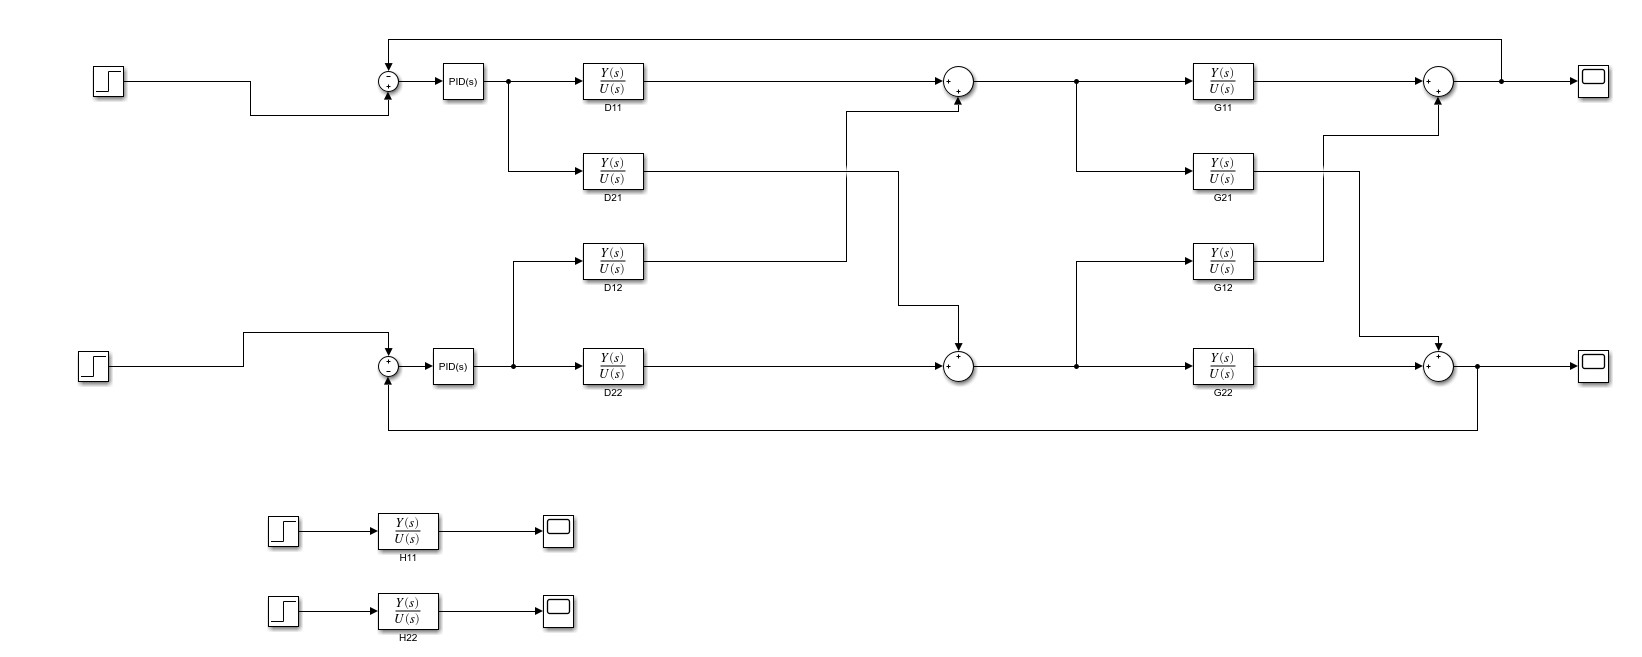 PID(s)
Y(s)
U(s)
D11
Y(s)
U(s)
G11
Y(s)
U(s)
D21
Y(s)
U(s)
G21
Y(s)
U(s)
D12
Y(s)
U(s)
G12
PID(s)
Y(s)
U(s)
D22
Y(s)
U(s)
G22
Y(s)
U(s)
H11
Y(s)
U(s)
H22